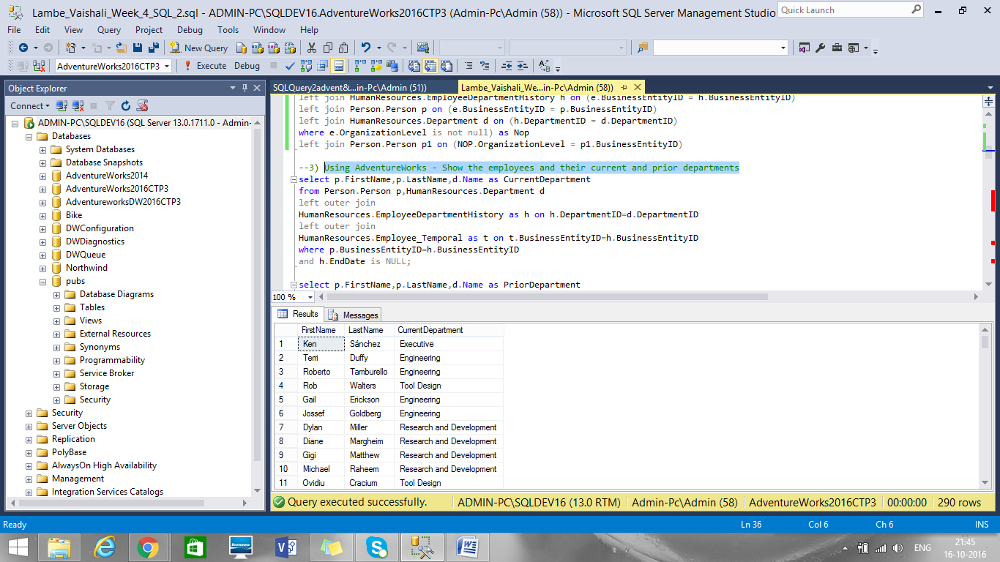 Lambe_Vaishali_Week_4_SQL_2.sql - ADMIN-PC\SQLDEV16.AdventureWorks2016CTP3 (Admin-Pc\Admin (58)) - Microsoft SQL Server Management Studio
Quick Launch
File Edit View Query Project Debug Tools Window Help
New Query
AdventureWorks2016CTP3 Execute Debug
Object Explorer
Connect
ADMIN-PC\SQLDEV16 (SQL Server 13.0.1711.0 - Admin-
Databases
System Databases
Database Snapshots
AdventureWorks2014
AdventureWorks2016CTP3
AdventureworksDW2016CTP3
Bike
DWConfiguration
DWDiagnostics
DWQueue
Northwind
pubs
Database Diagrams
Tables
Views
External Resources
Synonyms
Programmability
Service Broker
Storage
Security
Security
Server Objects
Replication
PolyBase
AlwaysOn High Availability
Management
Integration Services Catalogs
SQLQuery2advent&...in-Pc\Admin (51))
Lambe_Vaishali_We...in-Pc\Admin (58))
left join HumanResources.EmployeeDepartmentHistory h on (e.BusinessEntityID = h.BusinessEntityID)
left join Person.Person p on (e.BusinessEntityID = p.BusinessEntityID)
left join HumanResources.Department d on (h.DepartmentID = d.DepartmentID)
where e.OrganizationLevel is not null) as Nop
left join Person.Person p1 on (NOP.OrganizationLevel = p1.BusinessEntityID)
--3) Using AdventureWorks - Show the employees and their current and prior departments
select p.FirstName,p.LastName,d.Name as CurrentDepartment
from Person.Person p,HumanResources.Department d
left outer join
HumanResources.EmployeeDepartmentHistory as h on h.DepartmentID=d.DepartmentID
left outer join
HumanResources.Employee_Temporal as t on t.BusinessEntityID=h.BusinessEntityID
where p.BusinessEntityID=h.BusinessEntityID
and h.EndDate is NULL;
select p.FirstName,p.LastName,d.Name as PriorDepartment
100 %
Results Messages
FirstName LastName CurrentDepartment
1 Ken Sánchez Executive
2 Terri Duffy Engineering
3 Roberto Tamburello Engineering
4 Rob Walters Tool Design
5 Gail Erickson Engineering
6 Jossef Goldberg Engineering
7 Dylan Miller Research and Development
8 Diane Margheim Research and Development
9 Gigi Matthew Research and Development
10 Michael Raheem Research and Development
11 Ovidiu Cracium Tool Design
Query executed successfully. ADMIN-PC\SQLDEV16 (13.0 RTM) Admin-Pc\Admin (58) AdventureWorks2016CTP3 00:00:00 290 rows
Ready Ln 36 Col 6 Ch 6 INS
ENG
21:45
16-10-2016